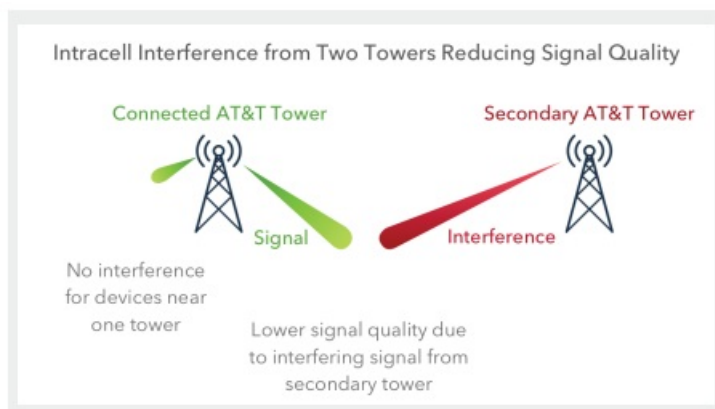 Intracell Interference from Two Towers Reducing Signal Quality
Connected AT&T Tower
Secondary AT&T Tower
Signal
Interference
No interference
for devices near
one tower
Lower signal quality due
to interfering signal from
secondary tower